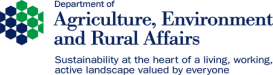 Department of
Agriculture, Environment
and Rural Affairs
Sustainability at the heart of a living, working,
active landscape valued by everyone